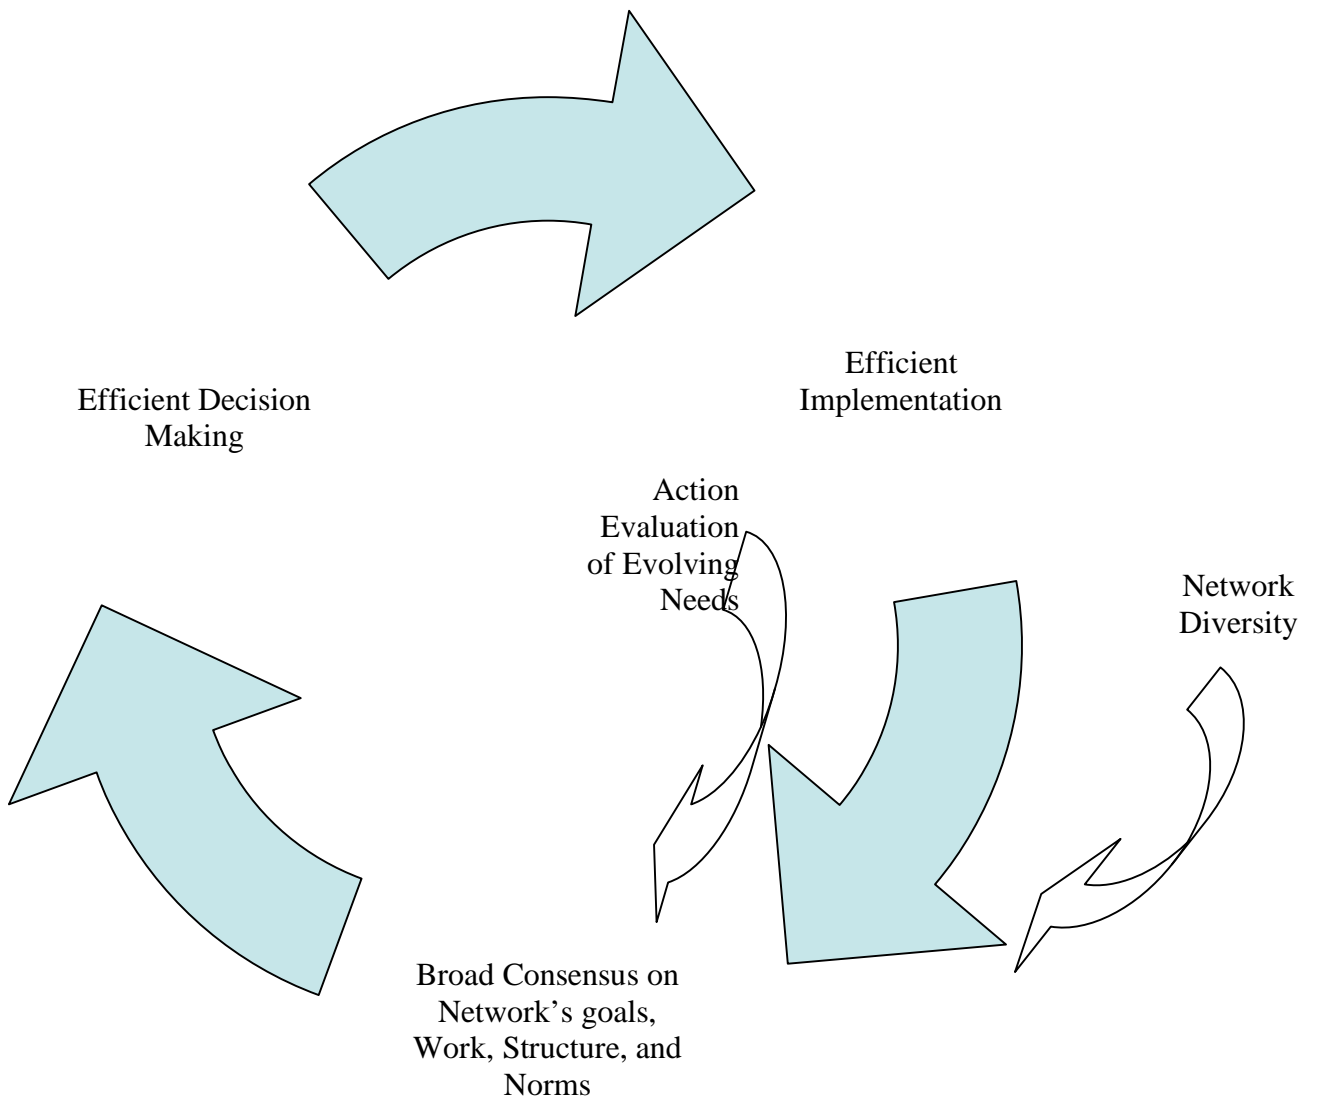 Efficient Decision
Making
Efficient
Implementation
Action
Evaluation
of Evolving
Needs
Network
Diversity
Broad Consensus on
Network’s goals,
Work, Structure, and
Norms